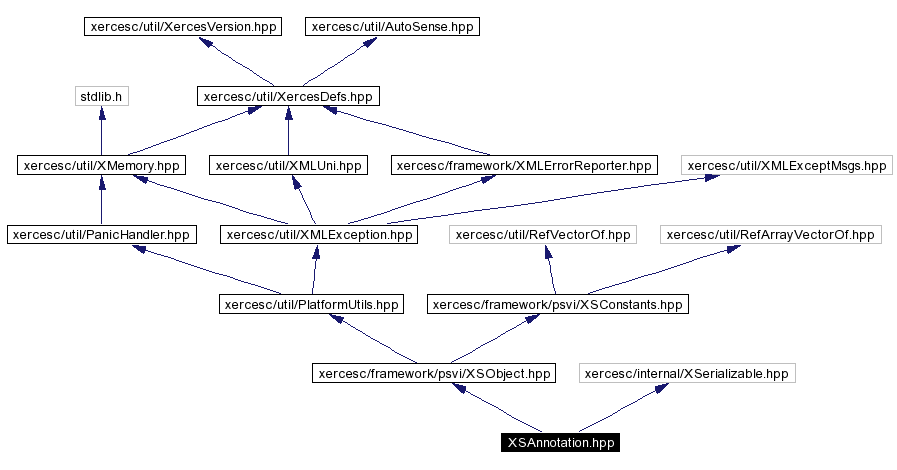 xercesc/util/XercesVersion.hpp
xercesc/util/AutoSense.hpp
stdlib.h
xercesc/util/XercesDefs.hpp
xercesc/util/XMemory.hpp
xercesc/util/XMLUni.hpp
xercesc/framework/XMLErrorReporter.hpp
xercesc/util/XMLExceptMsgs.hpp
xercesc/util/PanicHandler.hpp
xercesc/util/XMLException.hpp
xercesc/util/RefVectorOf.hpp
xercesc/util/RefArrayVectorOf.hpp
xercesc/util/PlatformUtils.hpp
xercesc/framework/psvi/XSConstants.hpp
xercesc/framework/psvi/XSObject.hpp
xercesc/internal/XSerializable.hpp
XSAnnotation.hpp